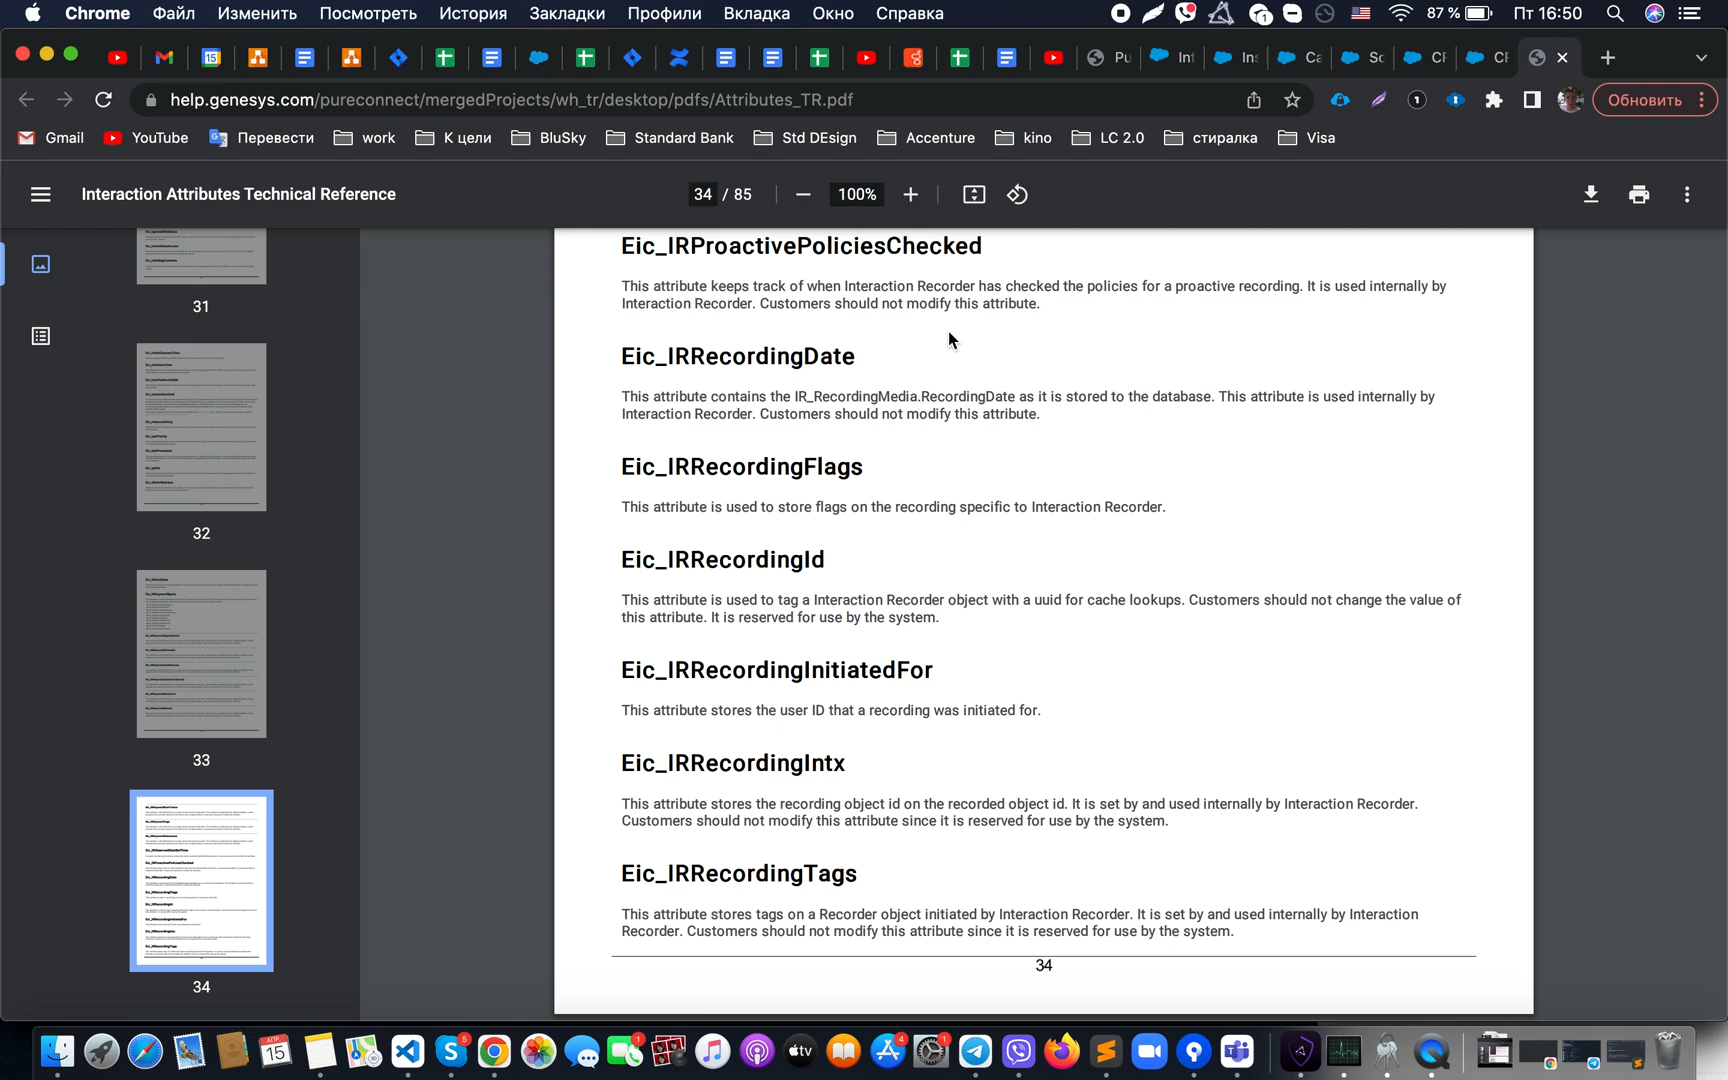 Chrome Файл Изменить Посмотреть История Закладки Профили Вкладка Окно Справка 87 % Пт 16:50
15 Pu Int Ins Ca Sc CF CF
help.genesys.com/pureconnect/mergedProjects/wh_tr/desktop/pdfs/Attributes_TR.pdf Обновить
Gmail YouTube Перевести work К цели BluSky Standard Bank Std DEsign Accenture kino LC 2.0 стиралка Visa
Interaction Attributes Technical Reference 34 / 85 100%
31
32
33
34
Eic_IRProactivePoliciesChecked
This attribute keeps track of when Interaction Recorder has checked the policies for a proactive recording. It is used internally by
Interaction Recorder. Customers should not modify this attribute.
Eic_IRRecordingDate
This attribute contains the IR_RecordingMedia.RecordingDate as it is stored to the database. This attribute is used internally by
Interaction Recorder. Customers should not modify this attribute.
Eic_IRRecordingFlags
This attribute is used to store flags on the recording specific to Interaction Recorder.
Eic_IRRecordingId
This attribute is used to tag a Interaction Recorder object with a uuid for cache lookups. Customers should not change the value of
this attribute. It is reserved for use by the system.
Eic_IRRecordingInitiatedFor
This attribute stores the user ID that a recording was initiated for.
Eic_IRRecordingIntx
This attribute stores the recording object id on the recorded object id. It is set by and used internally by Interaction Recorder.
Customers should not modify this attribute since it is reserved for use by the system.
Eic_IRRecordingTags
This attribute stores tags on a Recorder object initiated by Interaction Recorder. It is set by and used internally by Interaction
Recorder. Customers should not modify this attribute since it is reserved for use by the system.
34